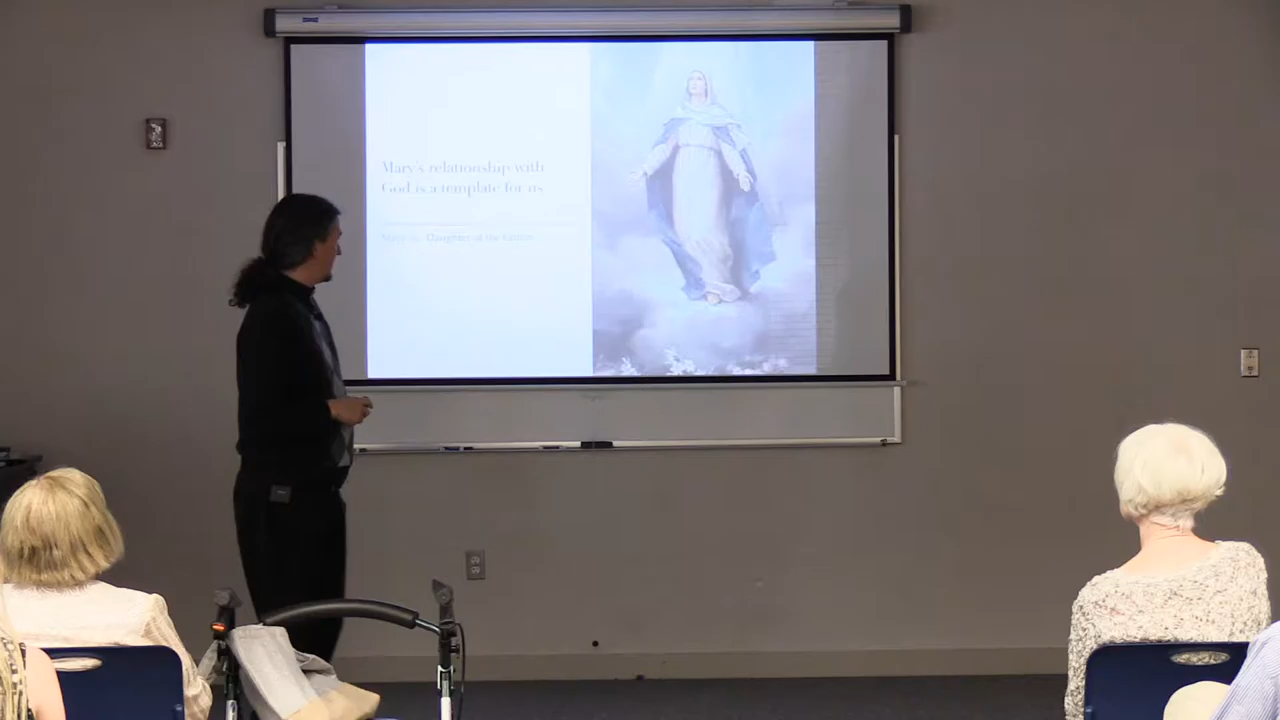 Mary's relationship with
God is a template for us
Daughter of the Father